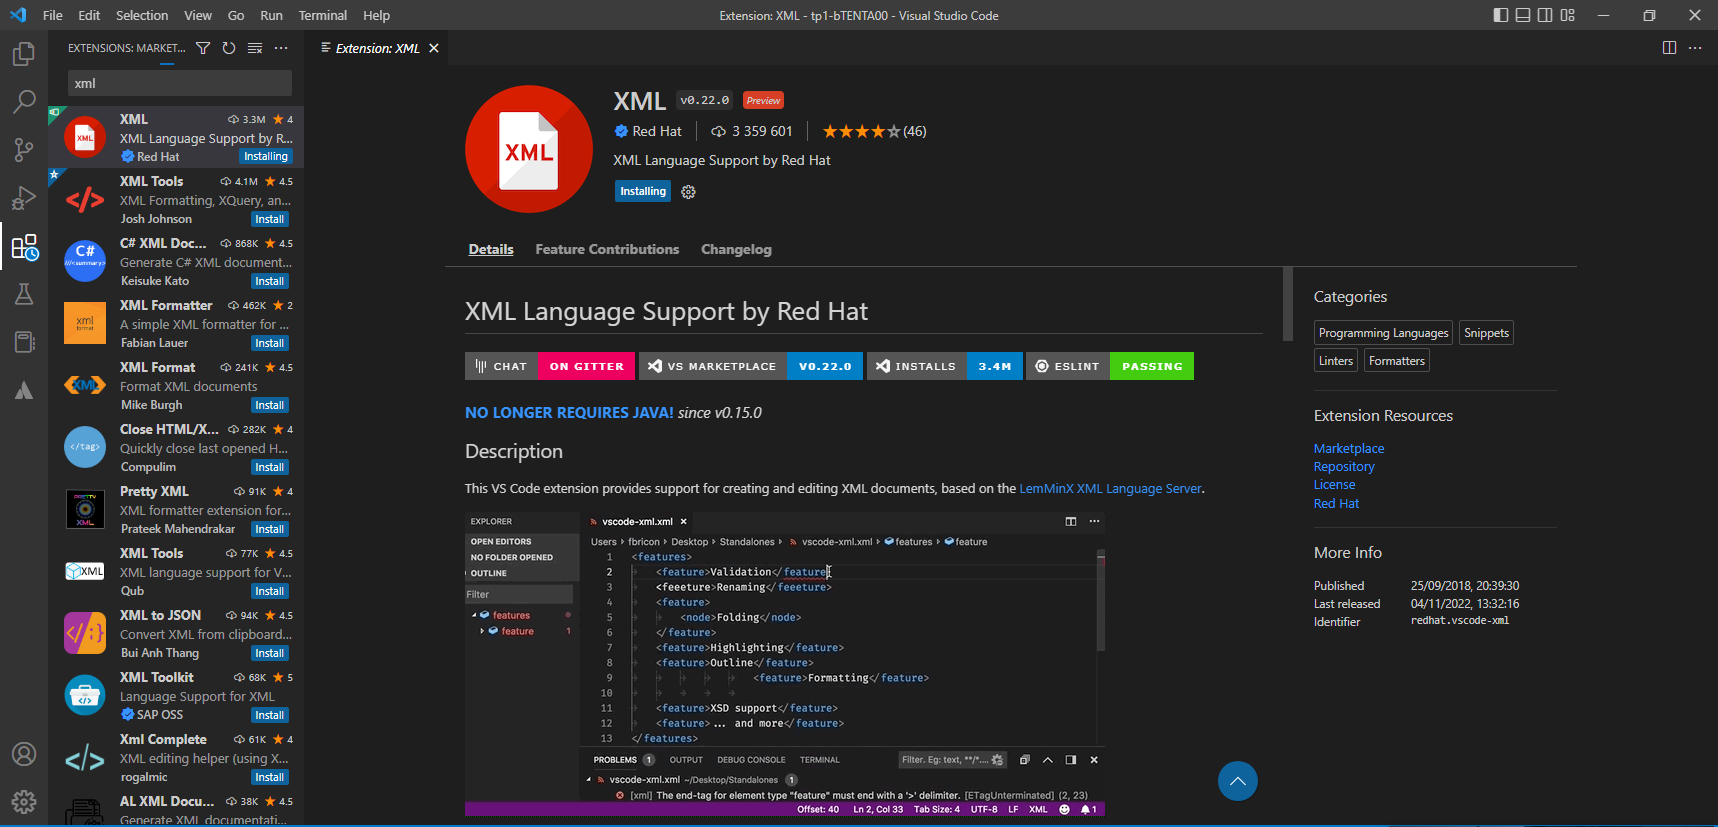 File Edit Selection View Go Run Terminal Help
Extension: XML - tp1-bTENTA00 - Visual Studio Code
EXTENSIONS: MARKET...
xml
XML 3.3M 4
XML Language Support by R...
Red Hat Installing
XML Tools 4.1M 4.5
XML Formatting, XQuery, an...
Josh Johnson Install
C#
///<summary>
C# XML Doc... 868K 4.5
Generate C# XML document...
Keisuke Kato Install
xml
format
XML Formatter 462K 2
A simple XML formatter for ...
Fabian Lauer Install
XML
XML Format 241K 4.5
Format XML documents
Mike Burgh Install
</tag>
Close HTML/X... 282K 4
Quickly close last opened H...
Compulim Install
PRETTY
XML
Pretty XML 91K 4
XML formatter extension for...
Prateek Mahendrakar Install
XML
XML Tools 77K 4.5
XML language support for V...
Qub Install
XML to JSON 94K 4.5
Convert XML from clipboard...
Bui Anh Thang Install
XML Toolkit 68K 5
Language Support for XML
SAP OSS Install
Xml Complete 61K 4
XML editing helper (using X...
rogalmic Install
AL XML Docu... 38K 4.5
Generate XML documentati...
Extension: XML
XML
XML v0.22.0 Preview
Red Hat 3 359 601 (46)
XML Language Support by Red Hat
Installing
Details Feature Contributions Changelog
XML Language Support by Red Hat
CHAT ON GITTER VS MARKETPLACE V0.22.0 INSTALLS 3.4M ESLINT PASSING
NO LONGER REQUIRES JAVA! since v0.15.0
Description
This VS Code extension provides support for creating and editing XML documents, based on the LemMinX XML Language Server.
EXPLORER
OPEN EDITORS
NO FOLDER OPENED
OUTLINE
Filter
features
feature 1
vscode-xml.xml
Users › fbricon › Desktop › Standalones › vscode-xml.xml › features › feature
1 <features>
2 <feature>Validation</feature
3 <feeeture>Renaming</feeeture>
4 <feature>
5 <node>Folding</node>
6 </feature>
7 <feature>Highlighting</feature>
8 <feature>Outline</feature>
9 <feature>Formatting</feature>
10
11 <feature>XSD support</feature>
12 <feature>... and more</feature>
13 </features>
PROBLEMS 1 OUTPUT DEBUG CONSOLE TERMINAL
Filter. Eg: text, **/*....
vscode-xml.xml ~/Desktop/Standalones 1
[xml] The end-tag for element type "feature" must end with a '>' delimiter. [ETagUnterminated] (2, 23)
Offset: 40 Ln 2, Col 33 Tab Size: 4 UTF-8 LF XML 1
Categories
Programming Languages Snippets
Linters Formatters
Extension Resources
Marketplace
Repository
License
Red Hat
More Info
Published 25/09/2018, 20:39:30
Last released 04/11/2022, 13:32:16
Identifier redhat.vscode-xml